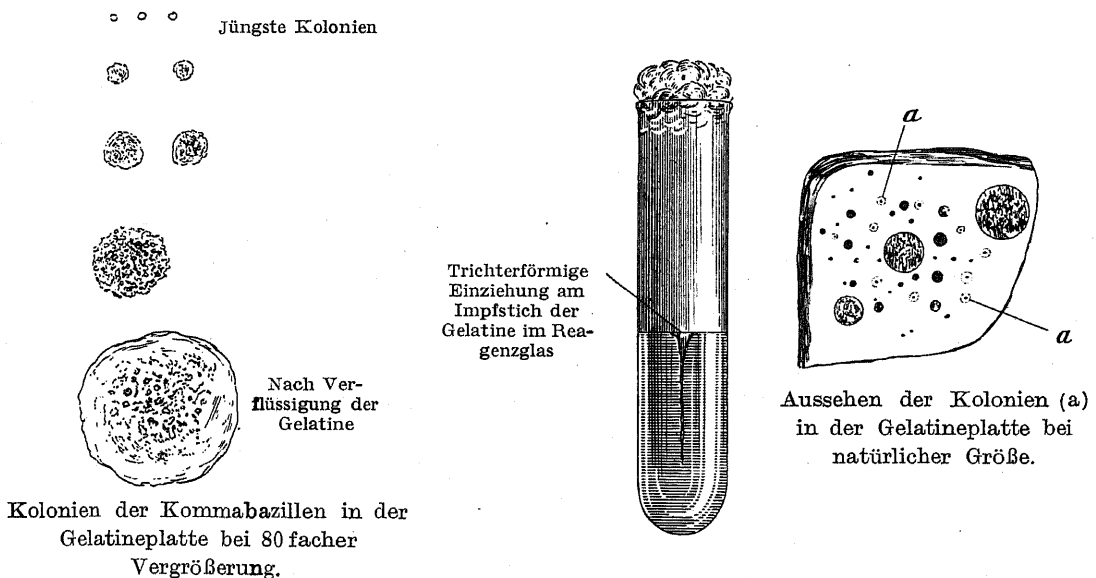 Jüngste Kolonien
Nach Ver-
flüssigung der
Gelatine
Kolonien der Kommabazillen in der
Gelatineplatte bei 80 facher
Vergrößerung.
Trichterförmige
Einziehung am
Impfstich der
Gelatine im Rea-
genzglas
a
a
Aussehen der Kolonien (a)
in der Gelatineplatte bei
natürlicher Größe.